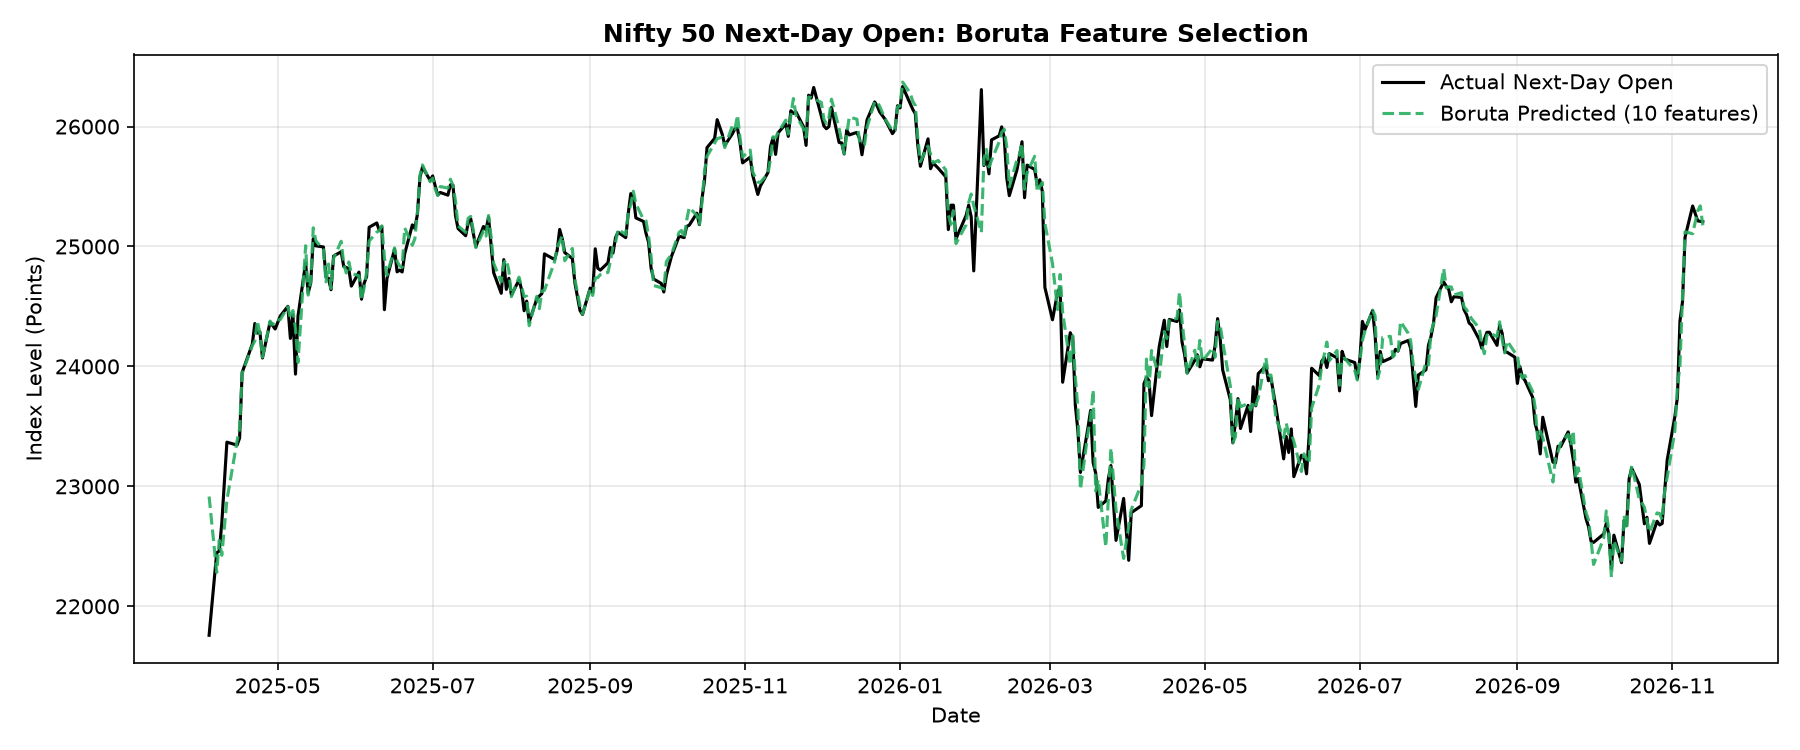 Nifty 50 Next-Day Open: Boruta Feature Selection
Actual Next-Day Open
Boruta Predicted (10 features)
Index Level (Points)
26000
25000
24000
23000
22000
2025-05 2025-07 2025-09 2025-11 2026-01 2026-03 2026-05 2026-07 2026-09 2026-11
Date